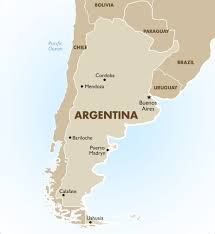 BOLIVIA
PARAGUAY
Pacific
Ocean
CHILE
BRAZIL
Cordoba
Mendoza
URUGUAY
Buenos
Aires
ARGENTINA
Bariloche
Puerto
Madryn
Calafate
Ushuaia